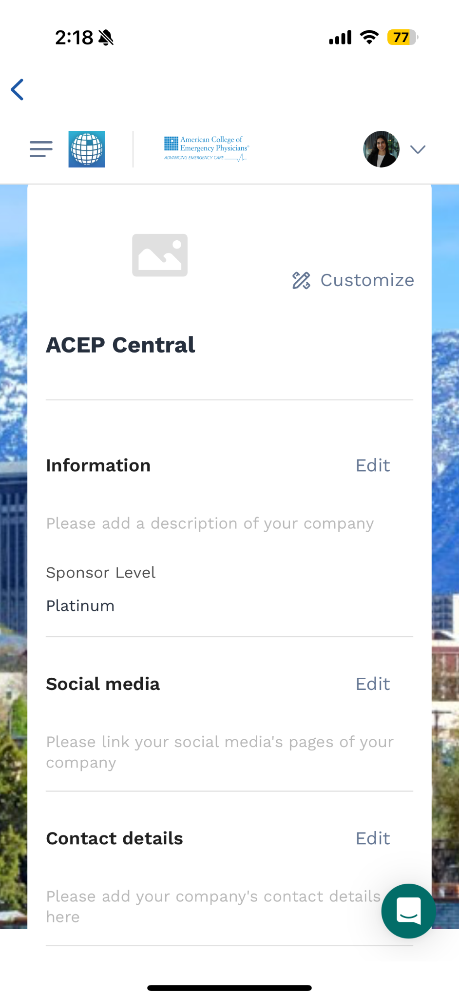 2:18
77
American College of
Emergency Physicians®
ADVANCING EMERGENCY CARE
Customize
ACEP Central
Information
Edit
Please add a description of your company
Sponsor Level
Platinum
Social media
Edit
Please link your social media's pages of your
company
Contact details
Edit
Please add your company's contact details
here